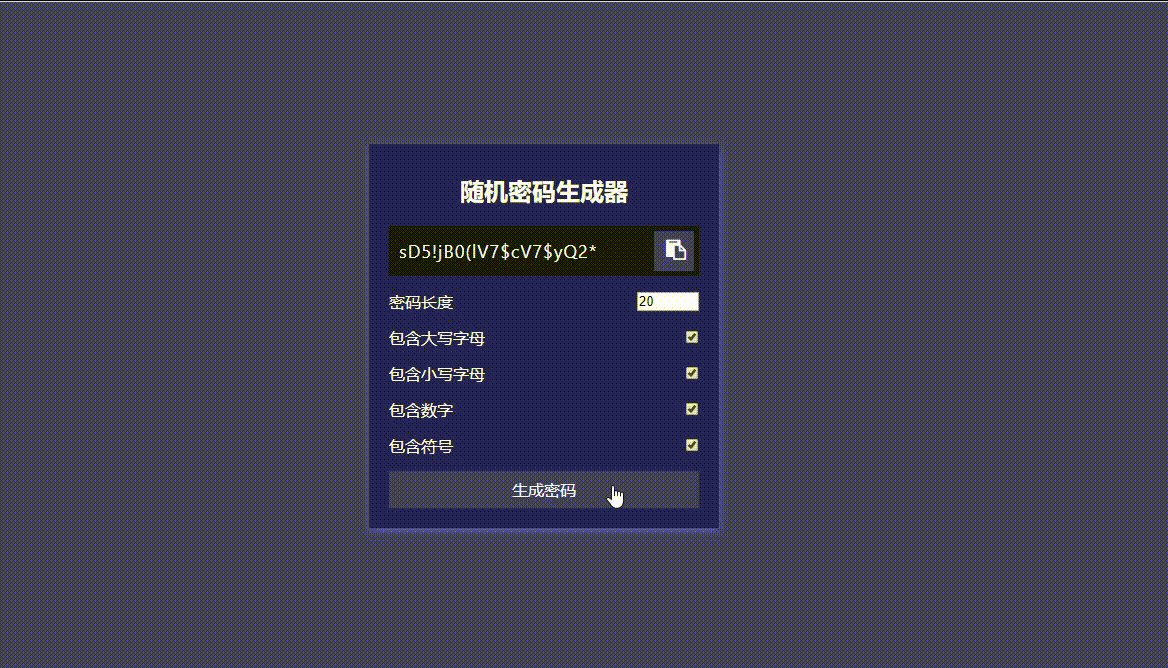 随机密码生成器
sD5!jB0(lV7$cV7$yQ2*
密码长度 20
包含大写字母
包含小写字母
包含数字
包含符号
生成密码